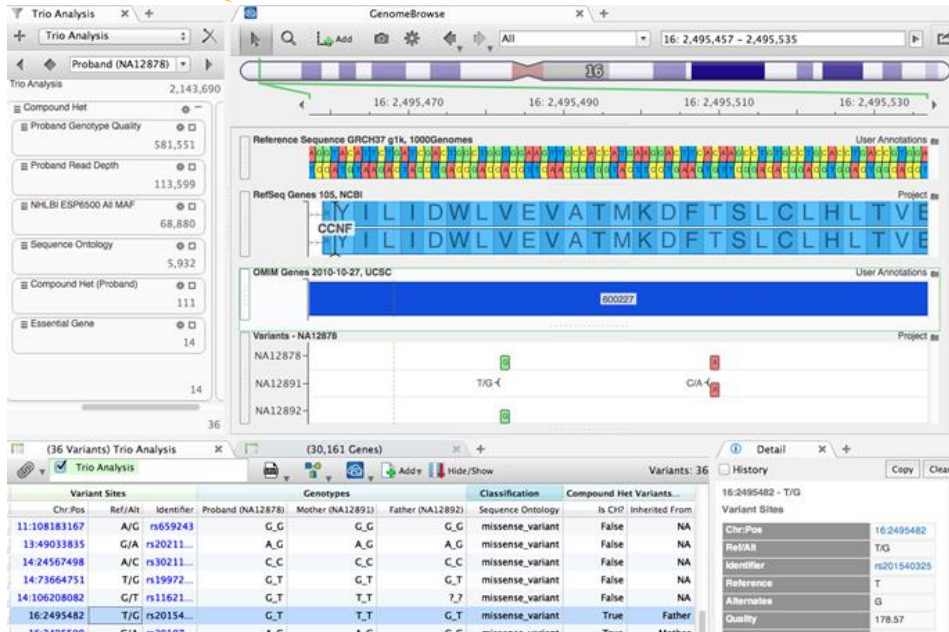 Trio Analysis
GenomeBrowse
Trio Analysis
Add
All
16: 2,495,457 - 2,495,535
Proband (NA12878)
Trio Analysis
2,143,690
16
Compound Het
16: 2,495,470
16: 2,495,490
16: 2,495,510
16: 2,495,530
Proband Genotype Quality
581,551
Reference Sequence GRCH37 g1k, 1000Genomes
User Annotations
Proband Read Depth
113,599
RefSeq Genes 105, NCBI
Project
NHLBI ESP6500 All MAF
68,880
Y I L I D W L V E V A T M K D F T S L C L H L T V E
CCNF
Y I L I D W L V E V A T M K D F T S L C L H L T V E
Sequence Ontology
5,932
OMIM Genes 2010-10-27, UCSC
User Annotations
Compound Het (Proband)
111
600227
Essential Gene
14
Variants - NA12878
Project
NA12878
G
A
NA12891
T/G
C/A
A
14
NA12892
G
36
(36 Variants) Trio Analysis
(30,161 Genes)
Detail
Trio Analysis
Add
Hide/Show
Variants: 36
History
Copy
Clear
Variant Sites
Genotypes
Classification
Compound Het Variants...
16:2495482 - T/G
Chr:Pos Ref/Alt Identifier Proband (NA12878) Mother (NA12891) Father (NA12892) Sequence Ontology Is CH? Inherited From
Variant Sites
11:108183167 A/G rs659243 G_G G_G G_G missense_variant False NA
Chr:Pos 16:2495482
13:49033835 G/A rs20211... A_G A_G A_G missense_variant False NA
Ref/Alt T/G
14:24567498 A/C rs30211... C_C C_C C_C missense_variant False NA
Identifier rs201540325
14:73664751 T/G rs19972... G_T G_T G_T missense_variant False NA
Reference T
14:106208082 G/T rs11621... G_T T_T ?_? missense_variant False NA
Alternates G
16:2495482 T/G rs20154... G_T T_T G_T missense_variant True Father
Quality 178.57